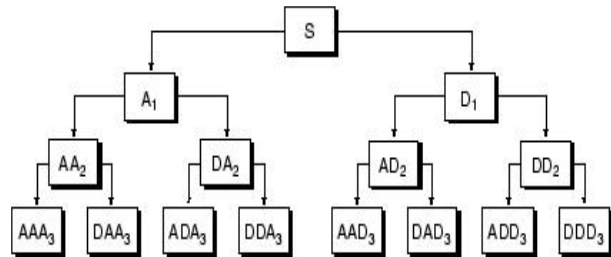 S
A₁ D₁
AA₂ DA₂ AD₂ DD₂
AAA₃ DAA₃ ADA₃ DDA₃ AAD₃ DAD₃ ADD₃ DDD₃